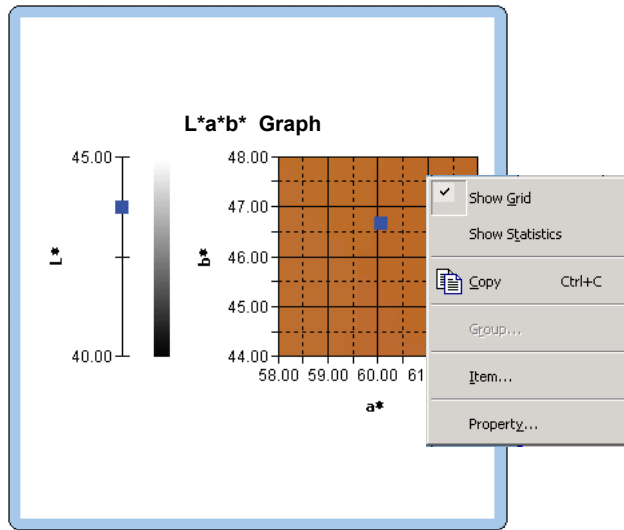 L*a*b* Graph
45.00
40.00
L*
48.00
47.00
46.00
45.00
44.00
b*
58.00 59.00 60.00 61
a*
Show Grid
Show Statistics
Copy Ctrl+C
Group...
Item...
Property...